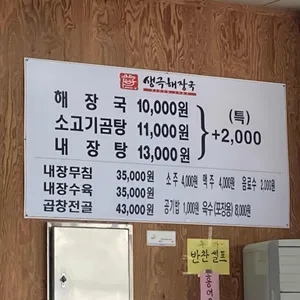 생극해장국
해장국 10,000원
소고기곰탕 11,000원
내장탕 13,000원
(특)
+2,000
내장무침 35,000원
내장수육 35,000원
곱창전골 43,000원
소주 4,000원 맥주 4,000원 음료수 2,000원
공기밥 1,000원 육수(포장용) 8,000원
반찬 셀프